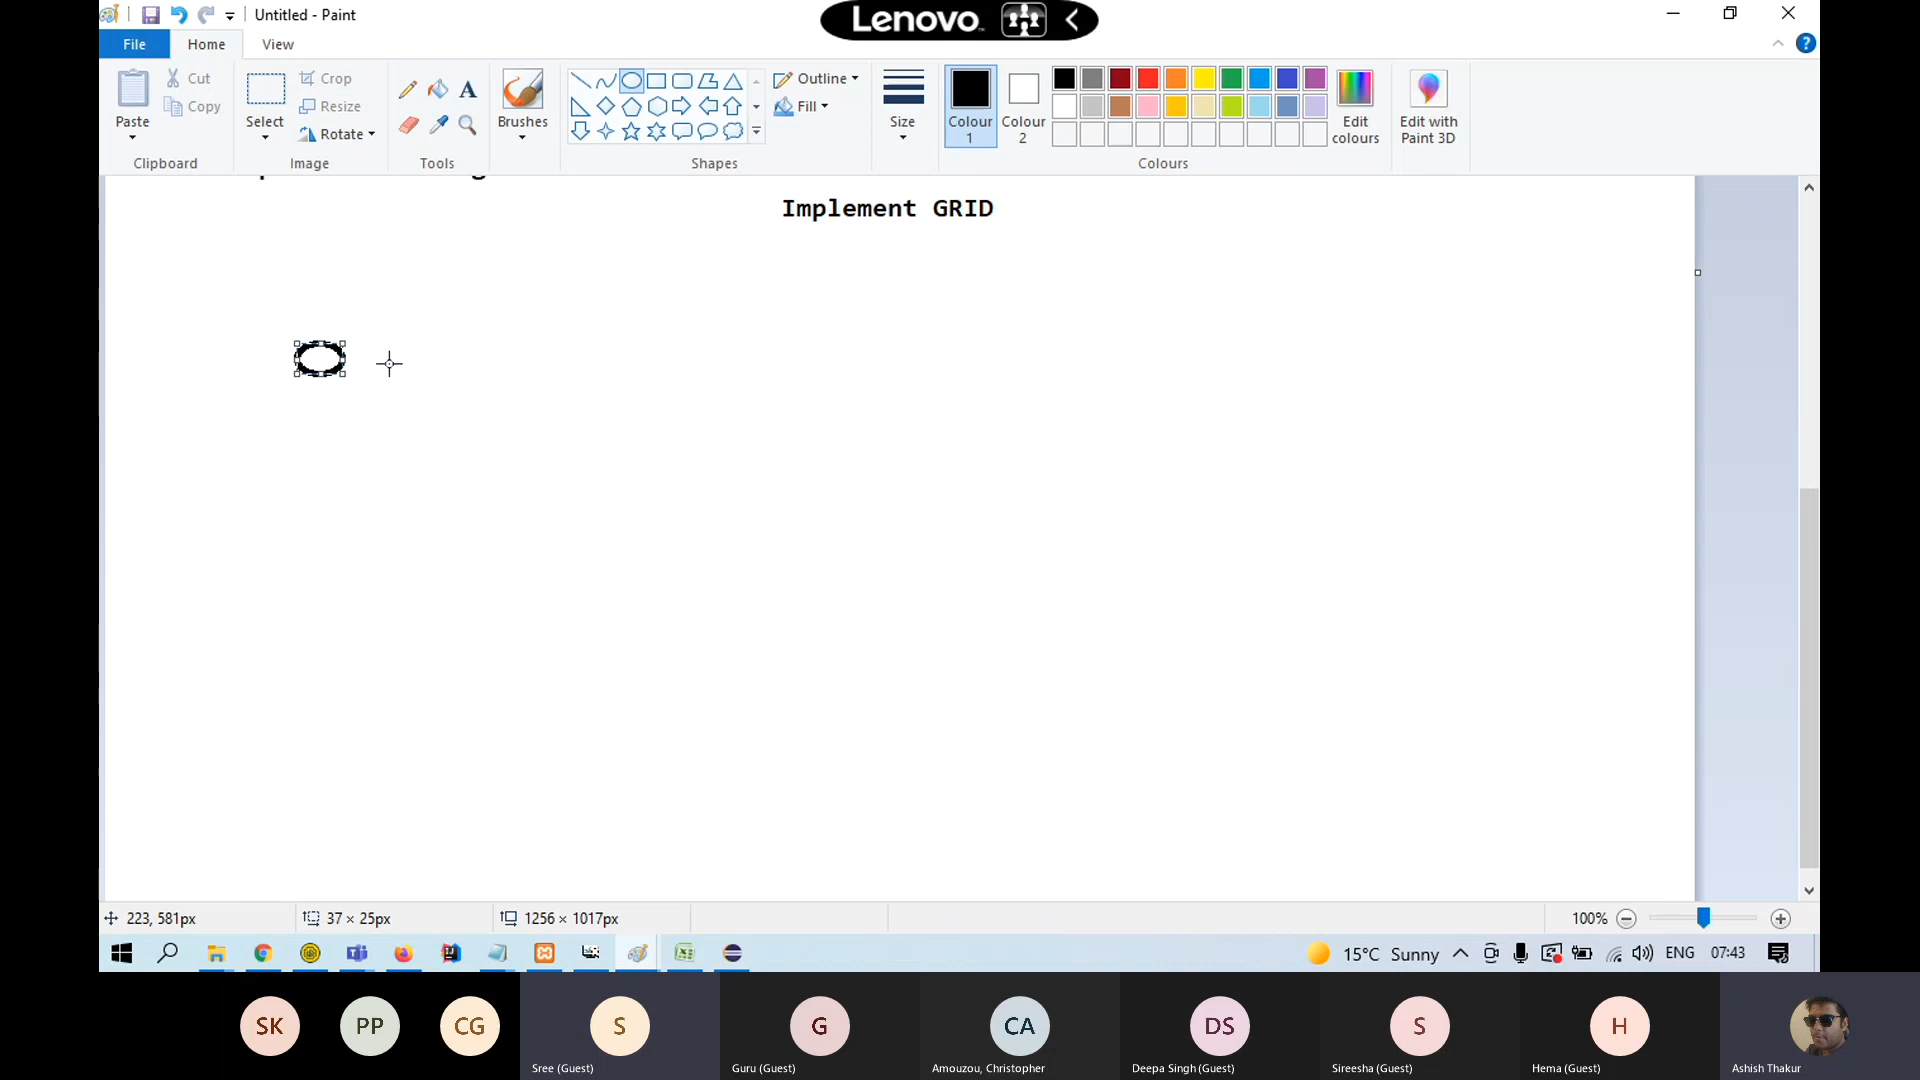 Untitled - Paint
Lenovo
File
Home
View
Paste
Cut
Copy
Clipboard
Select
Crop
Resize
Rotate
Image
Tools
Brushes
Shapes
Outline
Fill
Size
Colour
1
Colour
2
Colours
Edit
colours
Edit with
Paint 3D
Implement GRID
223, 581px
37 × 25px
1256 × 1017px
100%
15°C Sunny
ENG
07:43
SK
PP
CG
S
G
CA
DS
S
H
Sree (Guest)
Guru (Guest)
Amouzou, Christopher
Deepa Singh (Guest)
Sireesha (Guest)
Hema (Guest)
Ashish Thakur